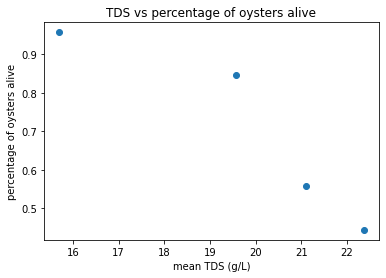 TDS vs percentage of oysters alive
percentage of oysters alive
0.9
0.8
0.7
0.6
0.5
16 17 18 19 20 21 22
mean TDS (g/L)